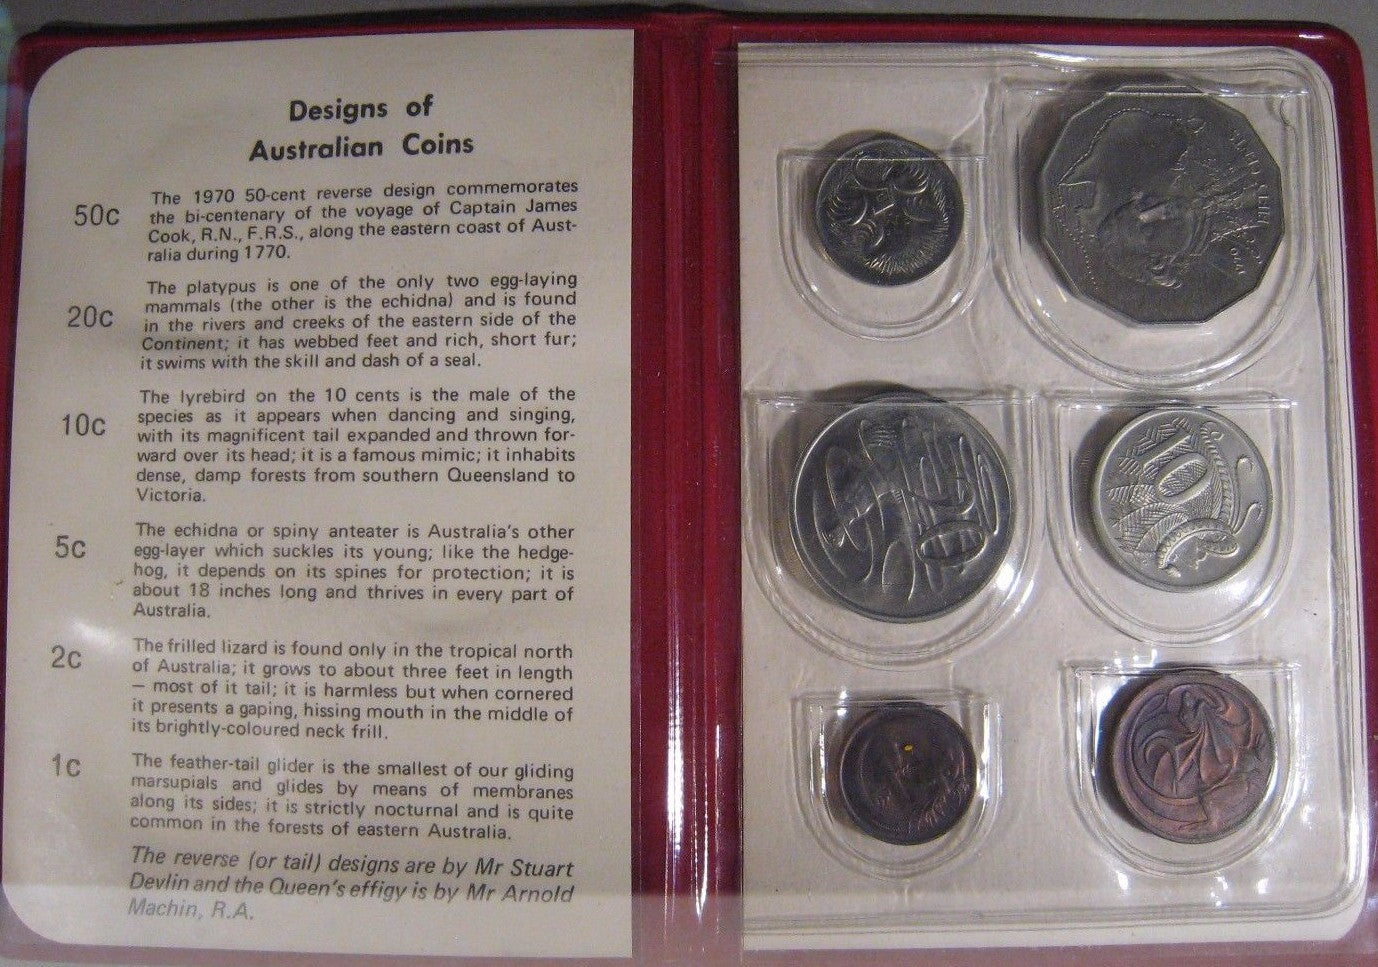 Designs of
Australian Coins
50c
The 1970 50-cent reverse design commemorates
the bi-centenary of the voyage of Captain James
Cook, R.N., F.R.S., along the eastern coast of Aust-
ralia during 1770.
20c
The platypus is one of the only two egg-laying
mammals (the other is the echidna) and is found
in the rivers and creeks of the eastern side of the
Continent; it has webbed feet and rich, short fur;
it swims with the skill and dash of a seal.
10c
The lyrebird on the 10 cents is the male of the
species as it appears when dancing and singing,
with its magnificent tail expanded and thrown for-
ward over its head; it is a famous mimic; it inhabits
dense, damp forests from southern Queensland to
Victoria.
5c
The echidna or spiny anteater is Australia's other
egg-layer which suckles its young; like the hedge-
hog, it depends on its spines for protection; it is
about 18 inches long and thrives in every part of
Australia.
2c
The frilled lizard is found only in the tropical north
of Australia; it grows to about three feet in length
— most of it tail; it is harmless but when cornered
it presents a gaping, hissing mouth in the middle of
its brightly-coloured neck frill.
1c
The feather-tail glider is the smallest of our gliding
marsupials and glides by means of membranes
along its sides; it is strictly nocturnal and is quite
common in the forests of eastern Australia.
The reverse (or tail) designs are by Mr Stuart
Devlin and the Queen's effigy is by Mr Arnold
Machin, R.A.
FIFTY CENTS
20
10